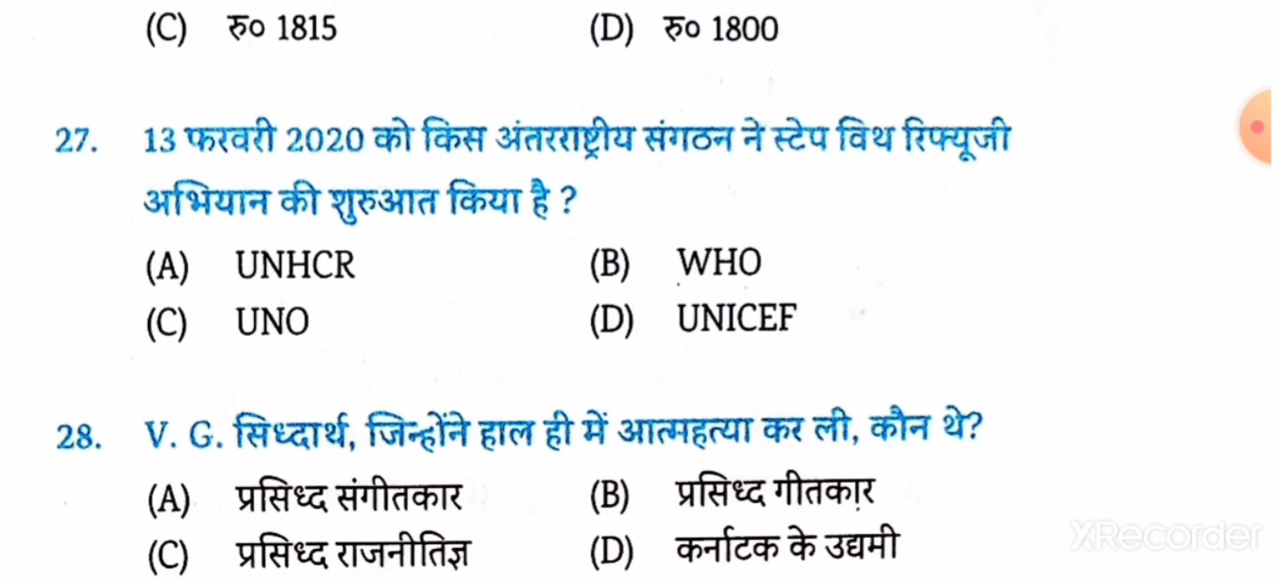 (C) रु० 1815 (D) रु० 1800
27. 13 फरवरी 2020 को किस अंतरराष्ट्रीय संगठन ने स्टेप विथ रिफ्यूजी
अभियान की शुरुआत किया है ?
(A) UNHCR (B) WHO
(C) UNO (D) UNICEF
28. V. G. सिध्दार्थ, जिन्होंने हाल ही में आत्महत्या कर ली, कौन थे?
(A) प्रसिध्द संगीतकार (B) प्रसिध्द गीतकार
(C) प्रसिध्द राजनीतिज्ञ (D) कर्नाटक के उद्यमी
XRecorder